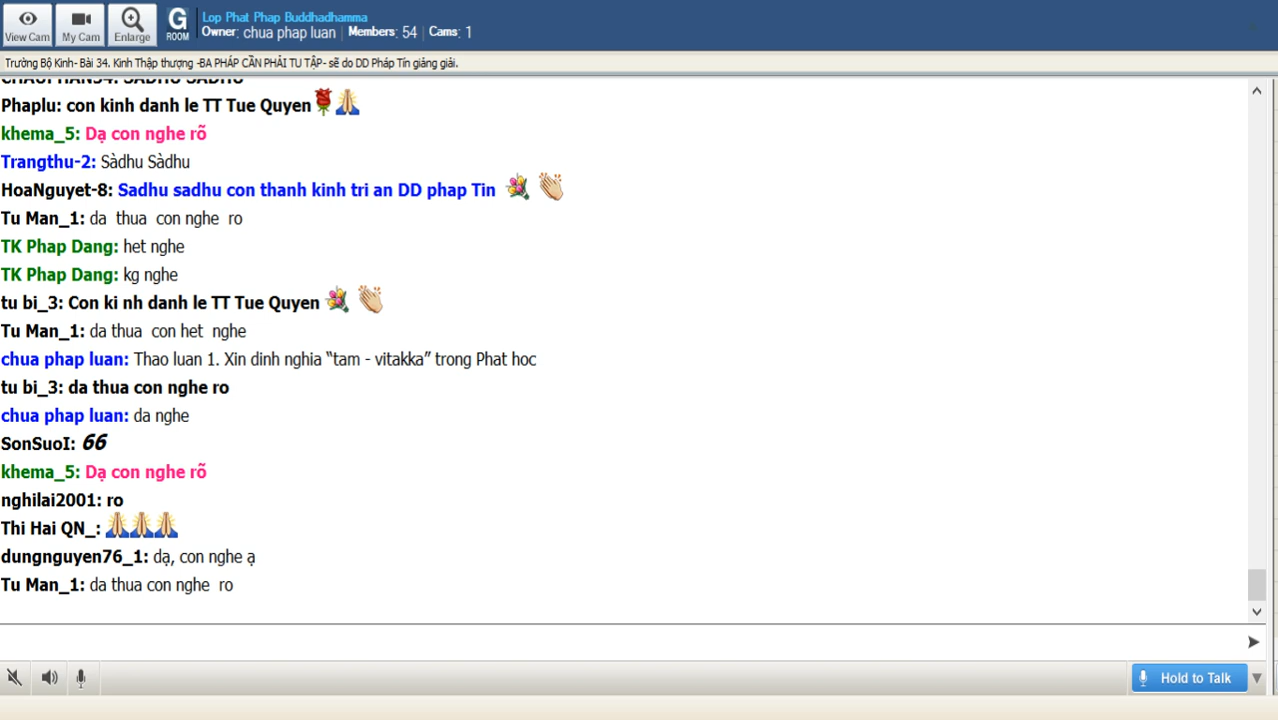 View Cam
My Cam
Enlarge
G
ROOM
Lop Phat Phap Buddhadhamma
Owner: chua phap luan | Members: 54 | Cams: 1
Trường Bộ Kinh- Bài 34. Kinh Thập thượng -BA PHÁP CẦN PHẢI TU TẬP- sẽ do DD Pháp Tín giảng giải.
Phaplu: con kinh danh le TT Tue Quyen
khema_5: Dạ con nghe rõ
Trangthu-2: Sàdhu Sàdhu
HoaNguyet-8: Sadhu sadhu con thanh kinh tri an DD phap Tin
Tu Man_1: da thua con nghe ro
TK Phap Dang: het nghe
TK Phap Dang: kg nghe
tu bi_3: Con ki nh danh le TT Tue Quyen
Tu Man_1: da thua con het nghe
chua phap luan: Thao luan 1. Xin dinh nghia “tam - vitakka” trong Phat hoc
tu bi_3: da thua con nghe ro
chua phap luan: da nghe
SonSuoI: 66
khema_5: Dạ con nghe rõ
nghilai2001: ro
Thi Hai QN_:
dungnguyen76_1: dạ, con nghe ạ
Tu Man_1: da thua con nghe ro
Hold to Talk